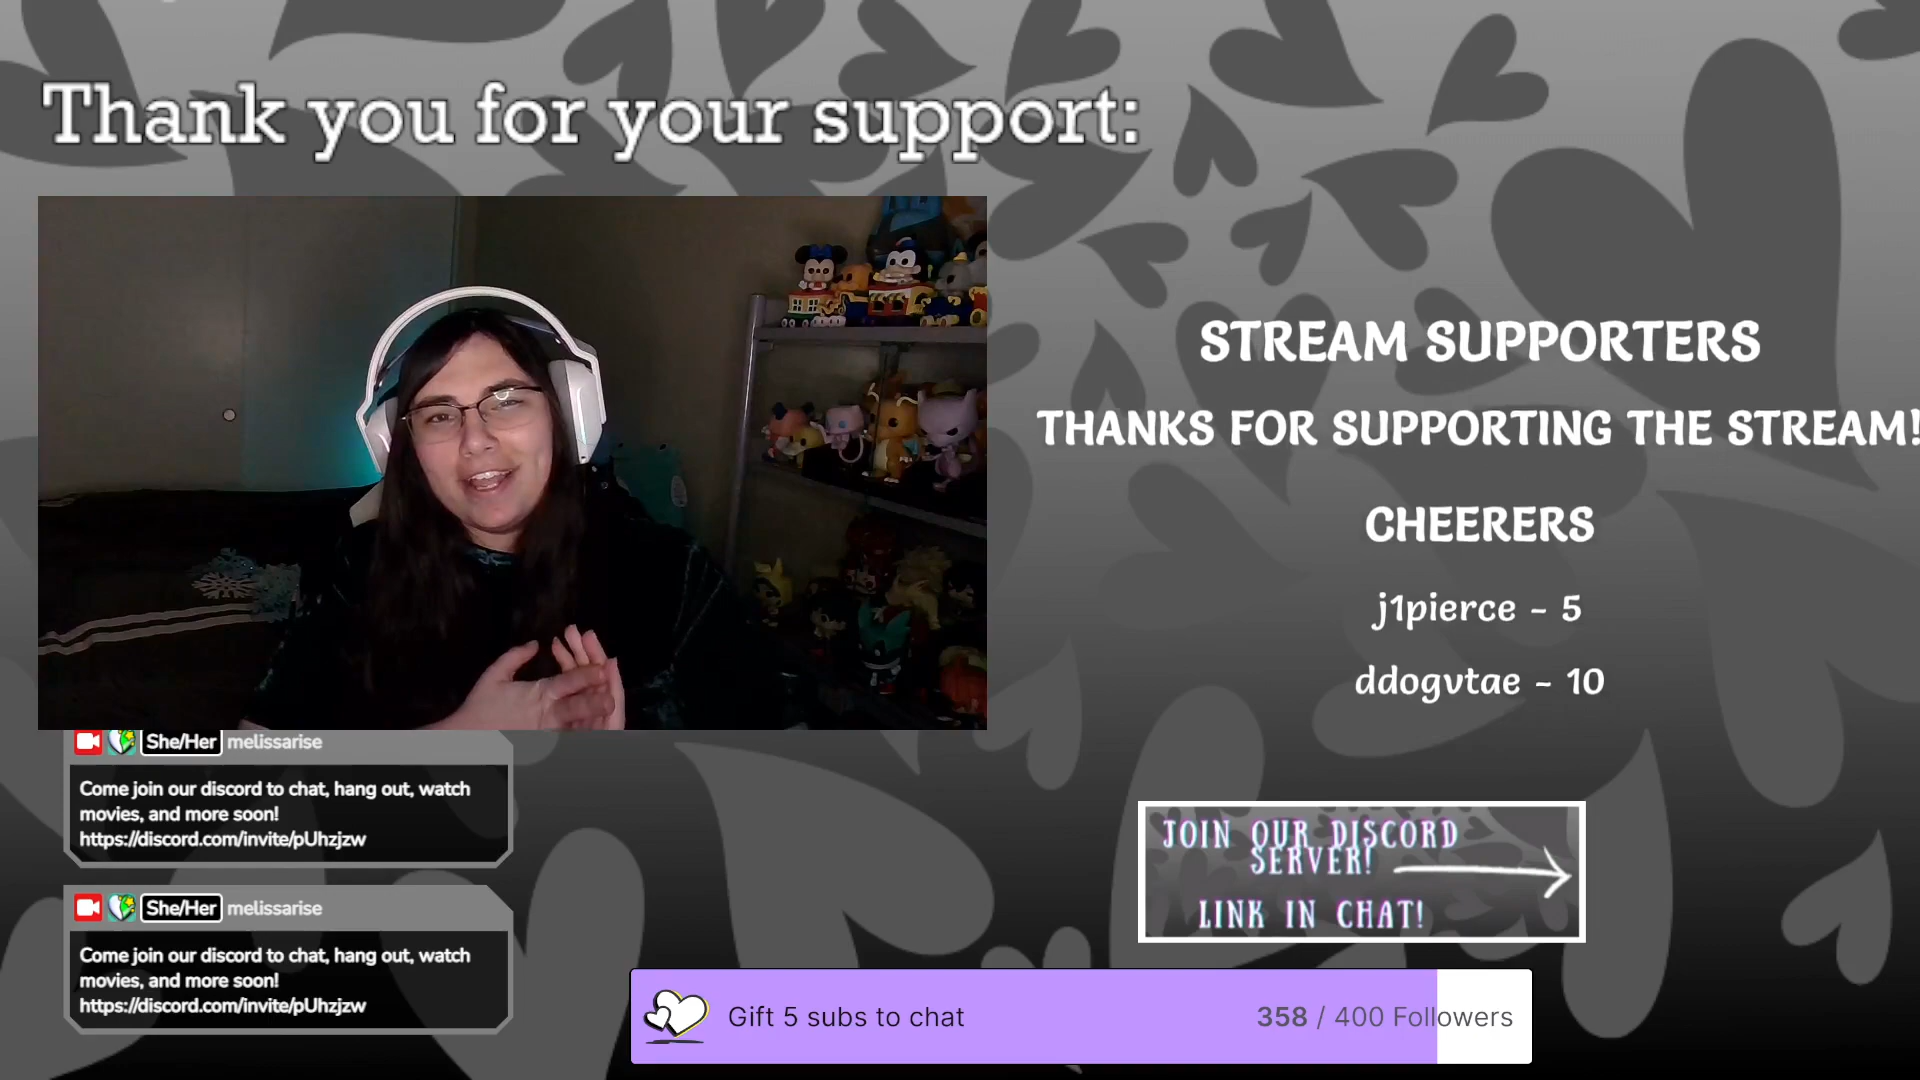 Thank you for your support:
STREAM SUPPORTERS
THANKS FOR SUPPORTING THE STREAM!
CHEERERS
j1pierce - 5
ddogvtae - 10
She/Her melissarise
Come join our discord to chat, hang out, watch
movies, and more soon!
https://discord.com/invite/pUhzjzw
She/Her melissarise
Come join our discord to chat, hang out, watch
movies, and more soon!
https://discord.com/invite/pUhzjzw
JOIN OUR DISCORD
SERVER!
LINK IN CHAT!
Gift 5 subs to chat 358 / 400 Followers